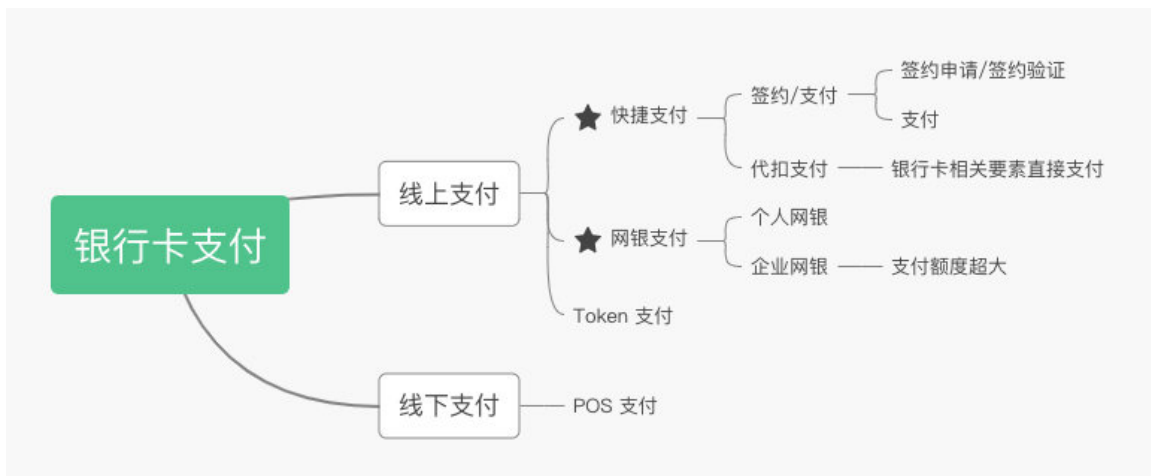 银行卡支付
线上支付
★ 快捷支付
签约/支付
签约申请/签约验证
支付
代扣支付
银行卡相关要素直接支付
★ 网银支付
个人网银
企业网银
支付额度超大
Token 支付
线下支付
POS 支付